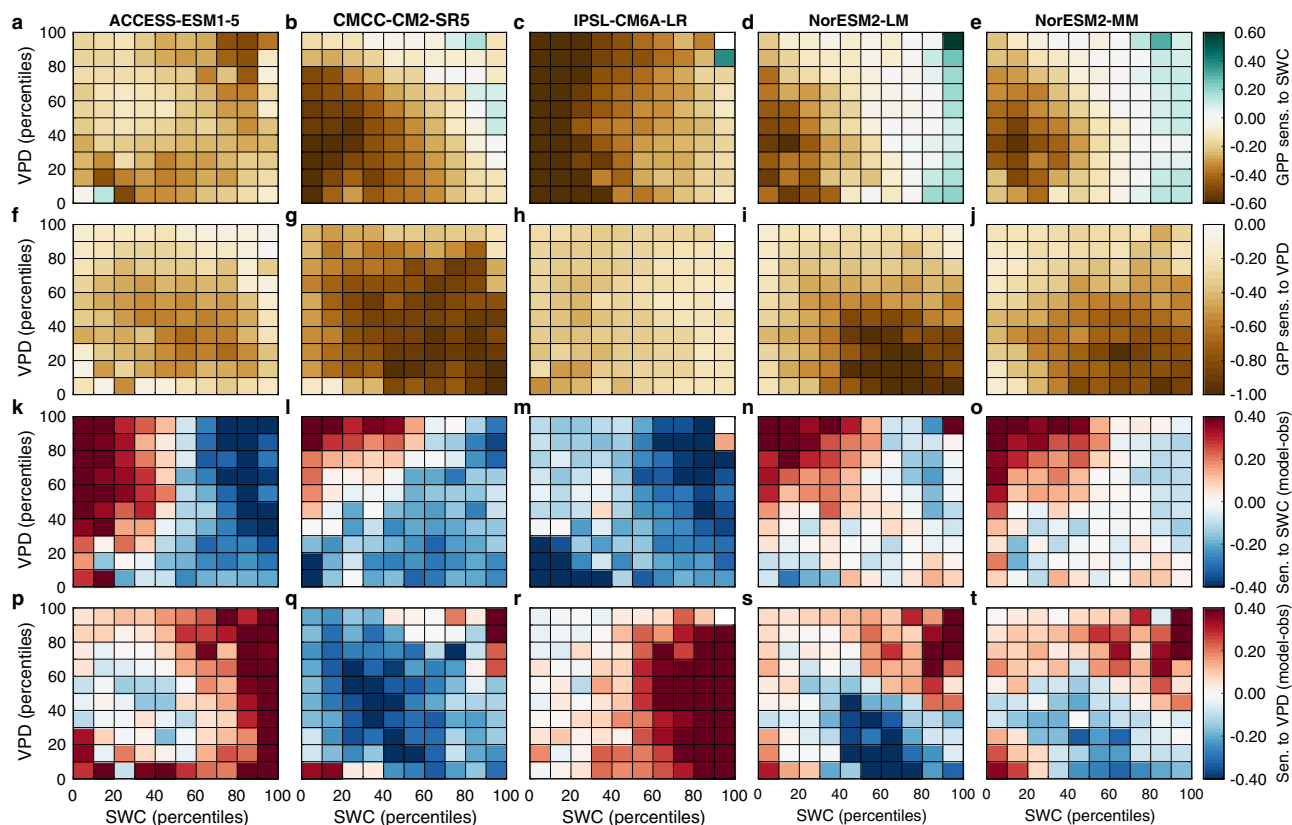 ACCESS-ESM1-5 CMCC-CM2-SR5 IPSL-CM6A-LR NorESM2-LM NorESM2-MM
a b c d e
100 80 60 40 20 0
VPD (percentiles)
0.60 0.40 0.20 0.00 -0.20 -0.40 -0.60
GPP sens. to SWC
f g h i j
100 80 60 40 20 0
VPD (percentiles)
0.00 -0.20 -0.40 -0.60 -0.80 -1.00
GPP sens. to VPD
k l m n o
100 80 60 40 20 0
VPD (percentiles)
0.40 0.20 0.00 -0.20 -0.40
Sen. to SWC (model-obs)
p q r s t
100 80 60 40 20 0
VPD (percentiles)
0.40 0.20 0.00 -0.20 -0.40
Sen. to VPD (model-obs)
0 20 40 60 80 100 0 20 40 60 80 100 0 20 40 60 80 100 0 20 40 60 80 100 0 20 40 60 80 100
SWC (percentiles) SWC (percentiles) SWC (percentiles) SWC (percentiles) SWC (percentiles)